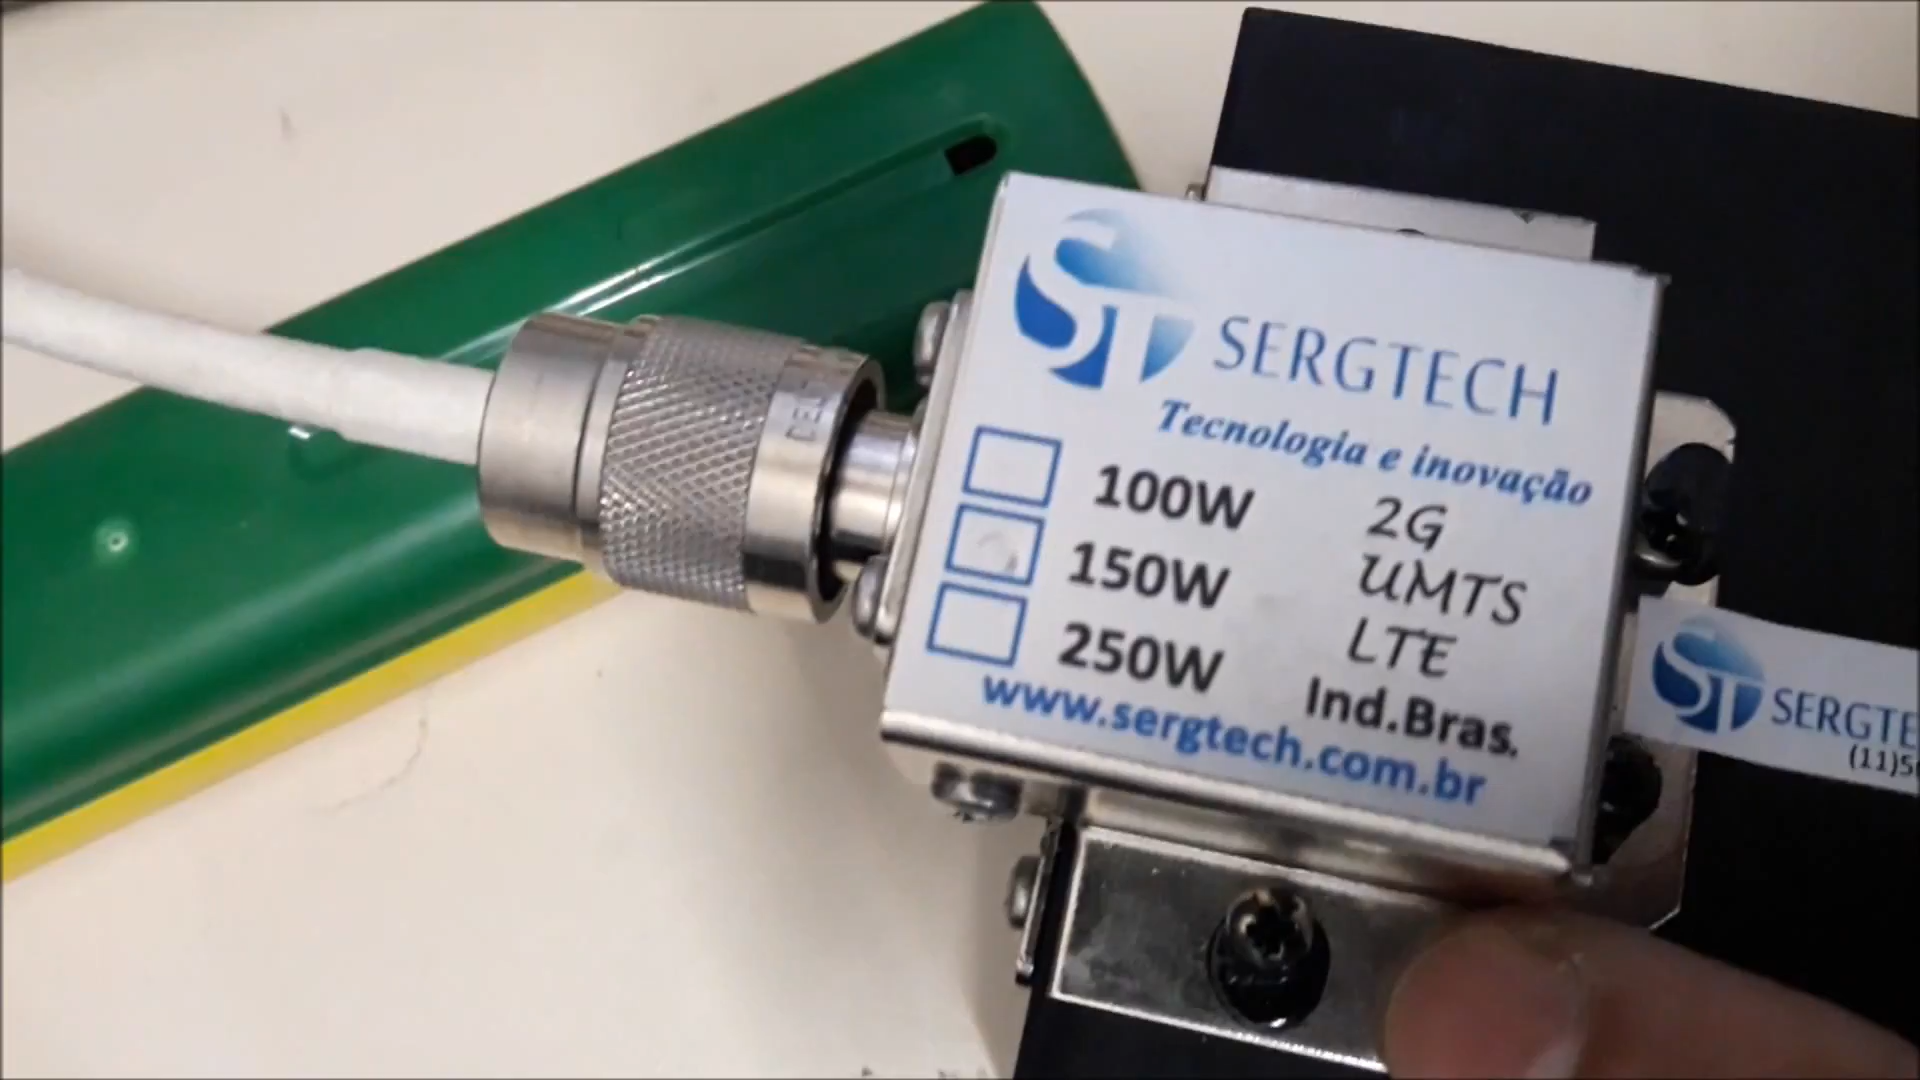 ST SERGTECH
Tecnologia e inovação
100W 2G
150W UMTS
250W LTE
Ind.Bras.
www.sergtech.com.br
ST SERGTE
(11)5